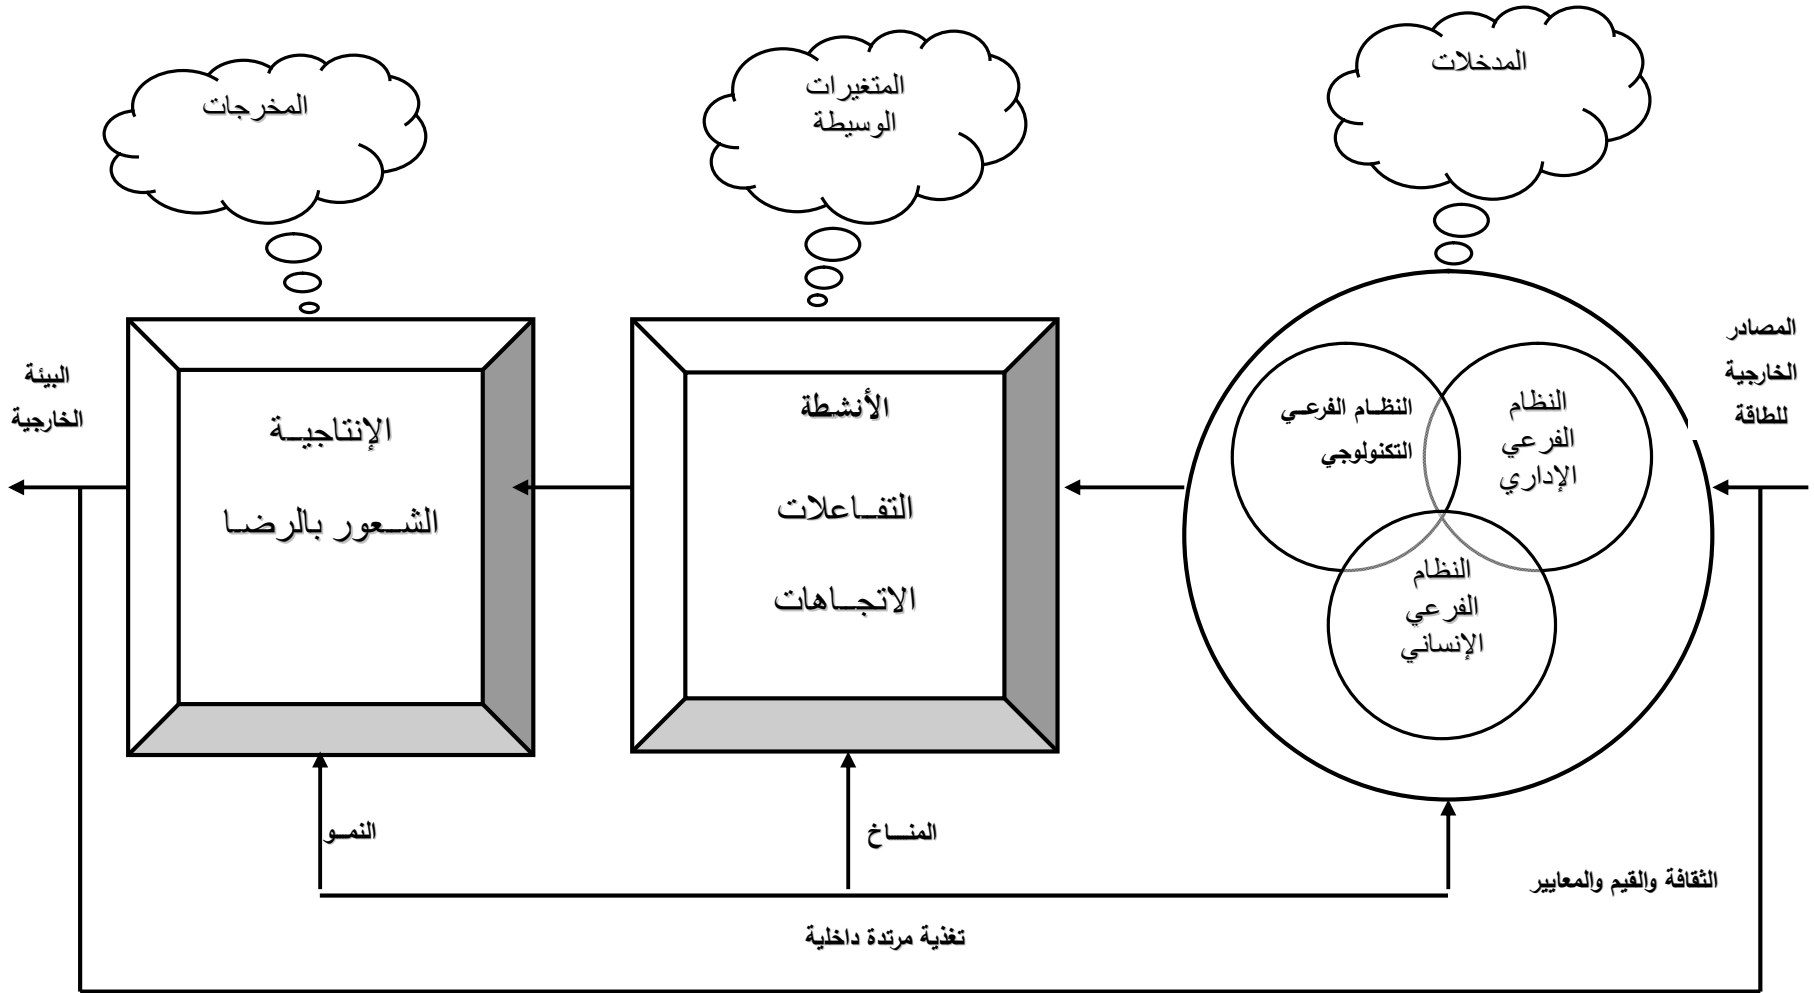 المدخلات
المتغيرات
الوسيطة
المخرجات
المصادر
الخارجية
للطاقة
النظام
الفرعي
الإداري
النظـام الفرعـي
التكنولوجي
النظام
الفرعي
الإنساني
الأنشطة
التفـاعلات
الاتجـاهات
الإنتاجيـة
الشـعور بالرضـا
البيئة
الخارجية
الثقافة والقيم والمعايير
المنـاخ
النمـو
تغذية مرتدة داخلية